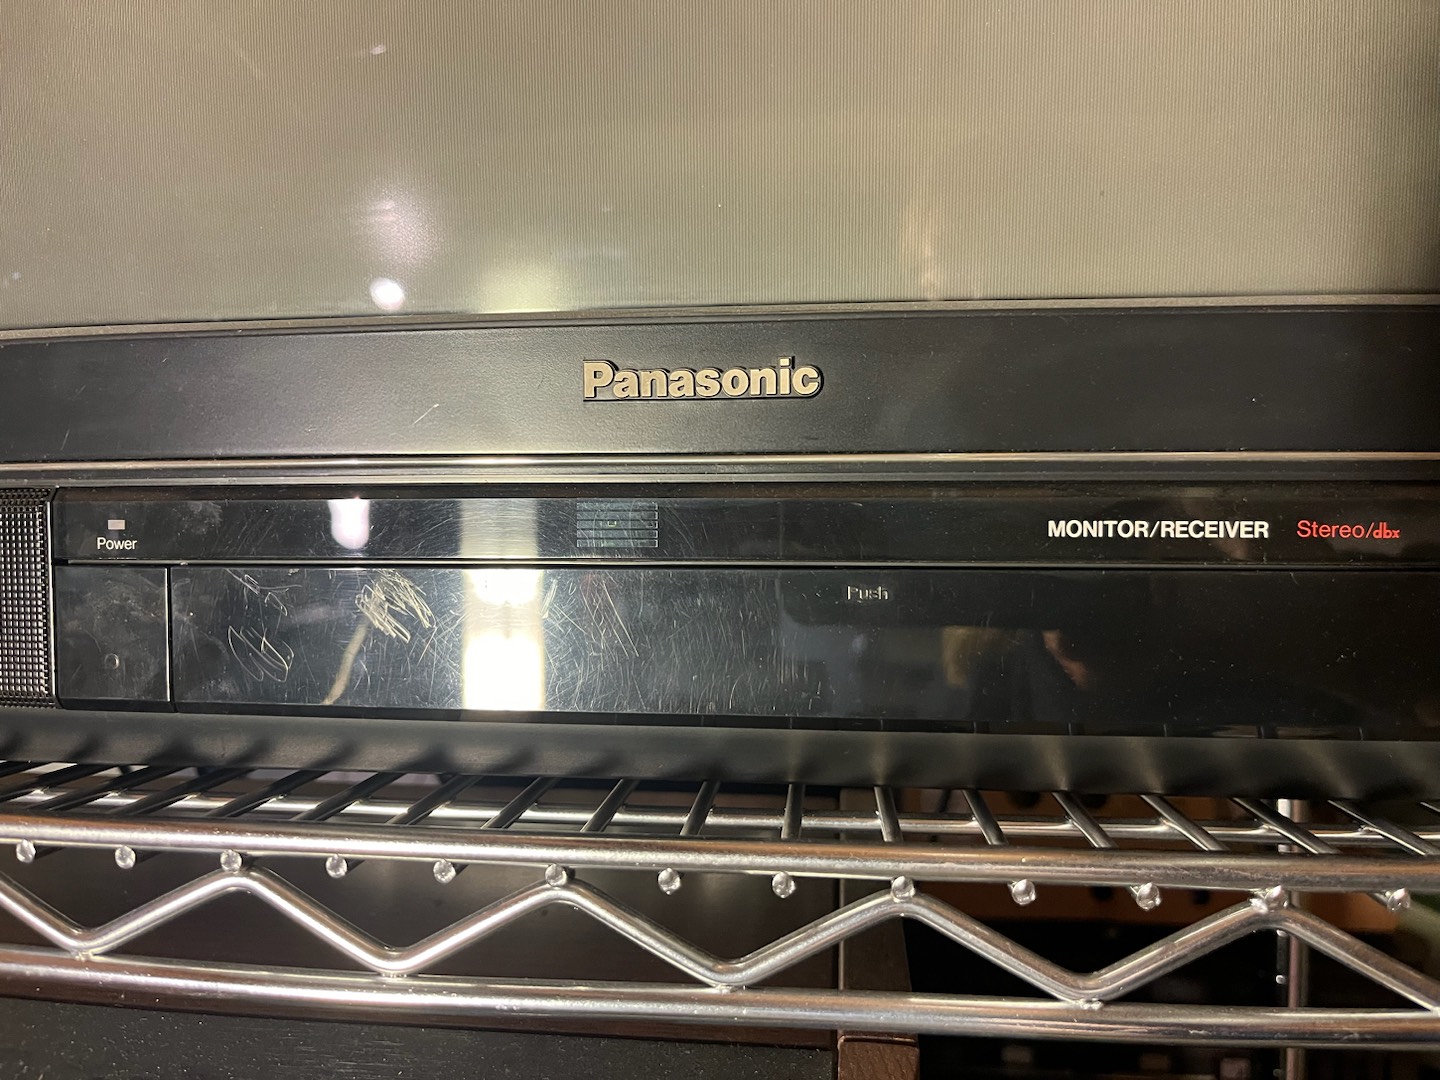 Panasonic
Power
MONITOR/RECEIVER Stereo/dbx
Push